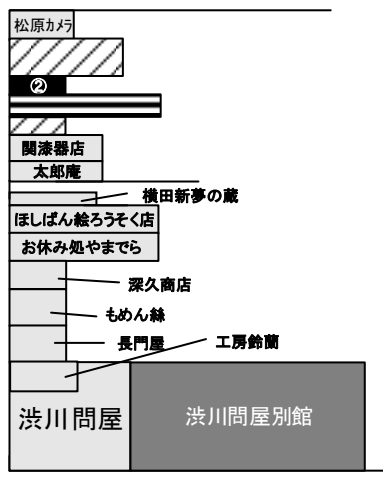 松原カメラ
②
関漆器店
太郎庵
横田新夢の蔵
ほしばん絵ろうそく店
お休み処やまでら
深久商店
もめん絲
長門屋
工房鈴蘭
渋川問屋
渋川問屋別館